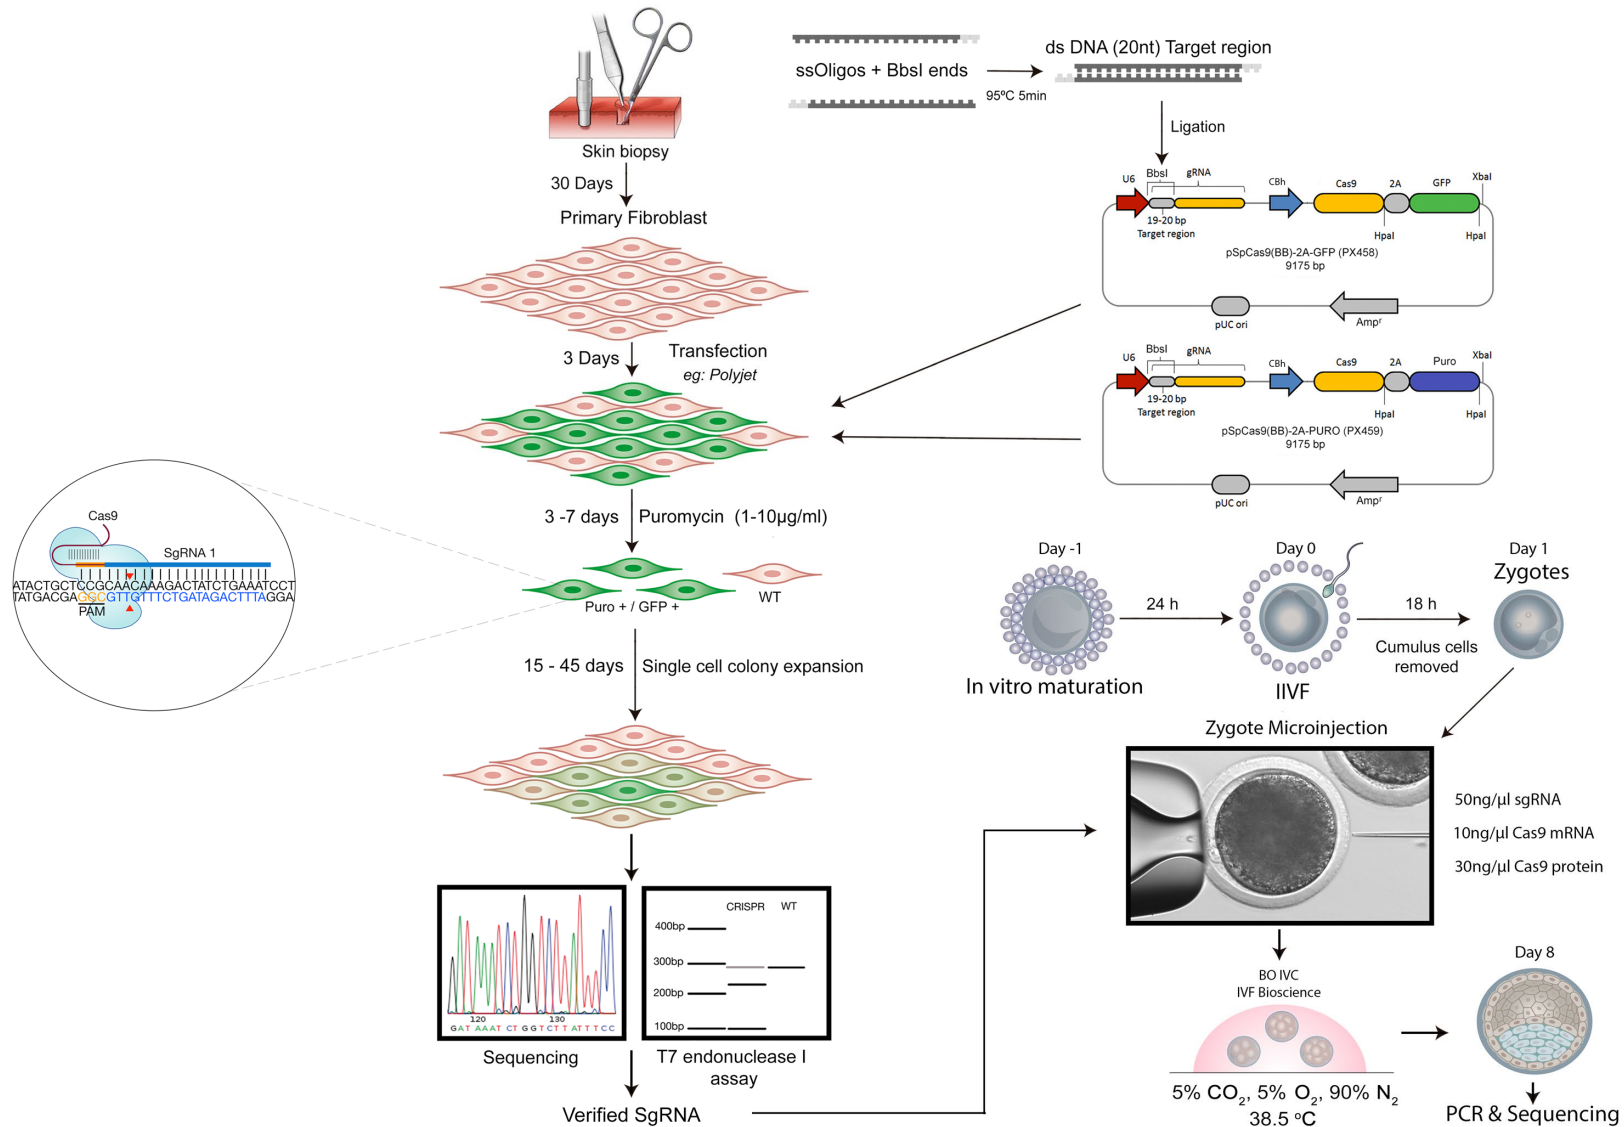 Skin biopsy
30 Days
Primary Fibroblast
3 Days
Transfection
eg: Polyjet
3 -7 days
Puromycin (1-10µg/ml)
Puro + / GFP +
WT
15 - 45 days
Single cell colony expansion
Cas9
SgRNA 1
ATACTGCTCCGCAACAAAGACTATCTGAAATCCT
TATGACGAGGCGTTGTTTCTGATAGACTTTAGGA
PAM
120
130
GATAAATCTGGTCTTATTTCC
Sequencing
CRISPR
WT
400bp
300bp
200bp
100bp
T7 endonuclease I
assay
Verified SgRNA
ssOligos + BbsI ends
95ºC 5min
ds DNA (20nt) Target region
Ligation
U6
BbsI
gRNA
CBh
Cas9
2A
GFP
XbaI
19-20 bp
Target region
HpaI
HpaI
pSpCas9(BB)-2A-GFP (PX458)
9175 bp
pUC ori
Ampʳ
U6
BbsI
gRNA
CBh
Cas9
2A
Puro
XbaI
19-20 bp
Target region
HpaI
HpaI
pSpCas9(BB)-2A-PURO (PX459)
9175 bp
pUC ori
Ampʳ
Day -1
In vitro maturation
24 h
Day 0
IIVF
18 h
Cumulus cells
removed
Day 1
Zygotes
Zygote Microinjection
50ng/µl sgRNA
10ng/µl Cas9 mRNA
30ng/µl Cas9 protein
BO IVC
IVF Bioscience
5% CO₂, 5% O₂, 90% N₂
38.5 ºC
Day 8
PCR & Sequencing